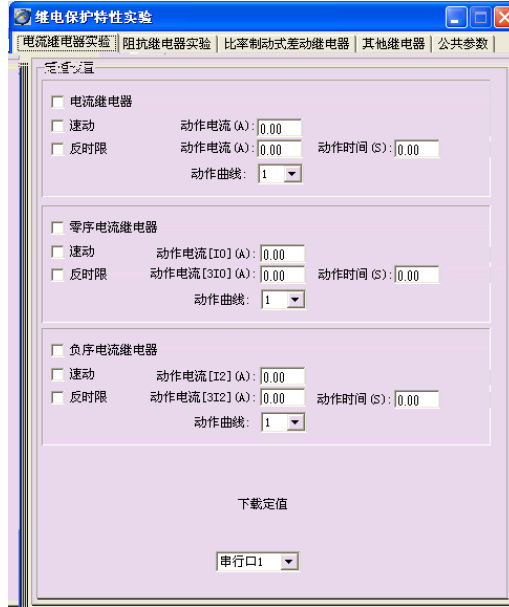 继电保护特性实验
电流继电器实验 阻抗继电器实验 比率制动式差动继电器 其他继电器 公共参数
电流继电器
速动 动作电流(A): 0.00
反时限 动作电流(A): 0.00 动作时间(S): 0.00
动作曲线: 1
零序电流继电器
速动 动作电流[I0](A): 0.00
反时限 动作电流[3I0](A): 0.00 动作时间(S): 0.00
动作曲线: 1
负序电流继电器
速动 动作电流[I2](A): 0.00
反时限 动作电流[3I2](A): 0.00 动作时间(S): 0.00
动作曲线: 1
下载定值
串行口1